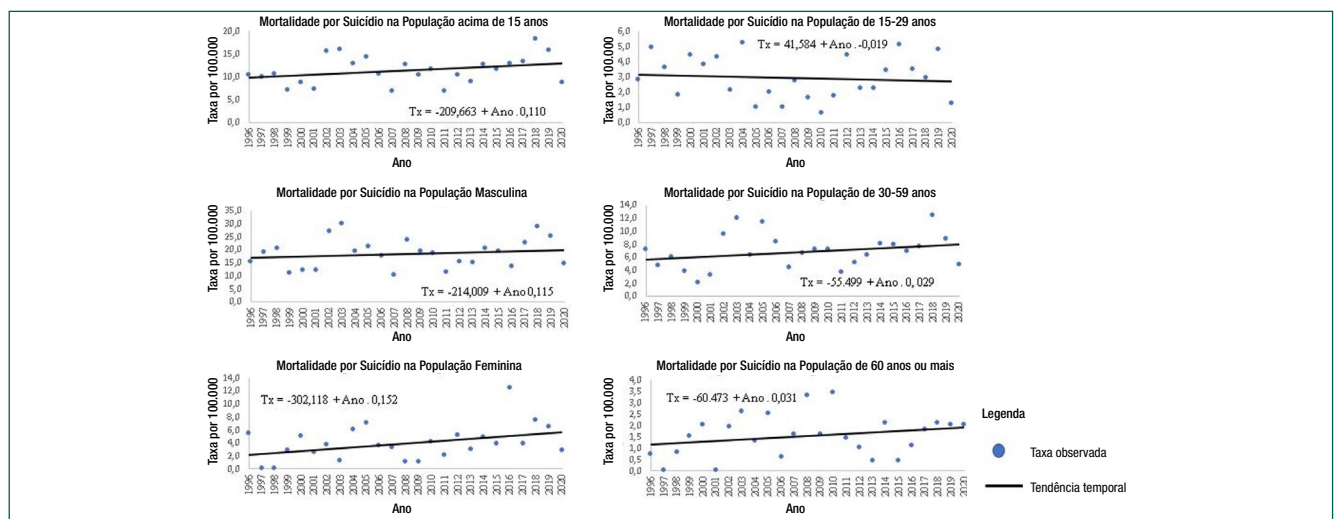 Mortalidade por Suicídio na População acima de 15 anos
Taxa por 100.000
20,0
15,0
10,0
5,0
0,0
Tx = -209,663 + Ano . 0,110
1996 1997 1998 1999 2000 2001 2002 2003 2004 2005 2006 2007 2008 2009 2010 2011 2012 2013 2014 2015 2016 2017 2018 2019 2020
Ano
Mortalidade por Suicídio na População de 15-29 anos
Taxa por 100.000
6,0
5,0
4,0
3,0
2,0
1,0
0,0
Tx = 41,584 + Ano . -0,019
1996 1997 1998 1999 2000 2001 2002 2003 2004 2005 2006 2007 2008 2009 2010 2011 2012 2013 2014 2015 2016 2017 2018 2019 2020
Ano
Mortalidade por Suicídio na População Masculina
Taxa por 100.000
35,0
30,0
25,0
20,0
15,0
10,0
5,0
0,0
Tx = -214,009 + Ano 0,115
1996 1997 1998 1999 2000 2001 2002 2003 2004 2005 2006 2007 2008 2009 2010 2011 2012 2013 2014 2015 2016 2017 2018 2019 2020
Ano
Mortalidade por Suicídio na População de 30-59 anos
Taxa por 100.000
14,0
12,0
10,0
8,0
6,0
4,0
2,0
0,0
Tx = -55.499 + Ano . 0, 029
1996 1997 1998 1999 2000 2001 2002 2003 2004 2005 2006 2007 2008 2009 2010 2011 2012 2013 2014 2015 2016 2017 2018 2019 2020
Ano
Mortalidade por Suicídio na População Feminina
Taxa por 100.000
14,0
12,0
10,0
8,0
6,0
4,0
2,0
0,0
Tx = -302,118 + Ano . 0,152
1996 1997 1998 1999 2000 2001 2002 2003 2004 2005 2006 2007 2008 2009 2010 2011 2012 2013 2014 2015 2016 2017 2018 2019 2020
Ano
Mortalidade por Suicídio na População de 60 anos ou mais
Taxa por 100.000
4,0
3,5
3,0
2,5
2,0
1,5
1,0
0,5
0,0
Tx = -60.473 + Ano . 0,031
1996 1997 1998 1999 2000 2001 2002 2003 2004 2005 2006 2007 2008 2009 2010 2011 2012 2013 2014 2015 2016 2017 2018 2019 2020
Ano
Legenda
Taxa observada
Tendência temporal